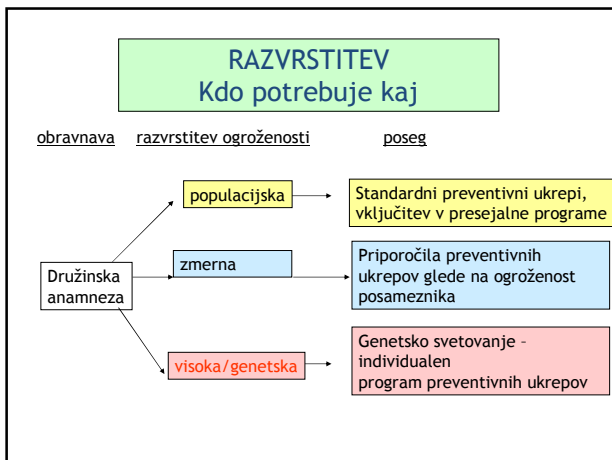 RAZVRSTITEV
Kdo potrebuje kaj
obravnava razvrstitev ogroženosti poseg
populacijska
Standardni preventivni ukrepi,
vključitev v presejalne programe
Družinska
anamneza
zmerna
Priporočila preventivnih
ukrepov glede na ogroženost
posameznika
visoka/genetska
Genetsko svetovanje –
individualen
program preventivnih ukrepov